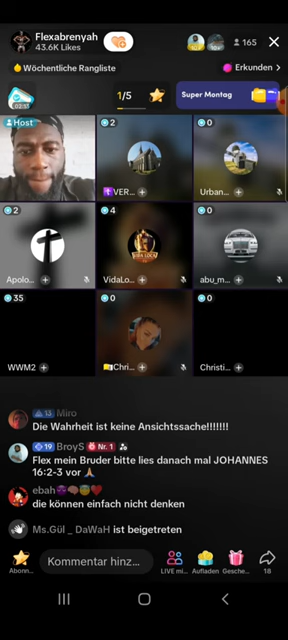 Flexabrenyah
43.6K Likes
165
Wöchentliche Rangliste
Erkunden >
1/5
Super Montag
Host
2
VER...
0
Urban...
2
Apolo...
4
VidaLo...
0
abu_m...
35
WWM2
0
Chri...
0
Christi...
13 Miro
Die Wahrheit ist keine Ansichtssache!!!!!!!
19 BroyS Nr. 1
Flex mein Bruder bitte lies danach mal JOHANNES
16:2-3 vor 🙏🏽
ebah😈🧠😇❤️
die können einfach nicht denken
Ms.Gül _ DaWaH ist beigetreten
Kommentar hinz...
Abonn...
LIVE mi...
Aufladen
Gesche...
18